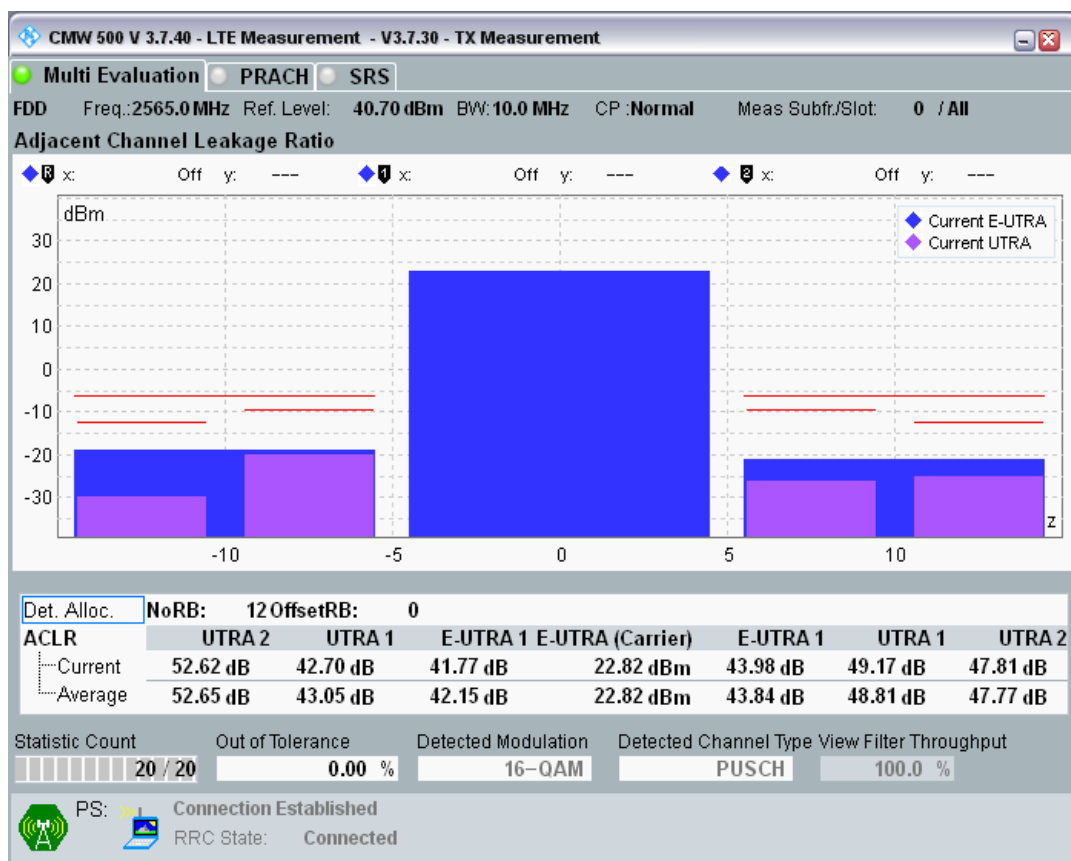 CMW 500 V 3.7.40 - LTE Measurement - V3.7.30 - TX Measurement
Multi Evaluation PRACH SRS
FDD Freq.:2565.0 MHz Ref. Level: 40.70 dBm BW: 10.0 MHz CP :Normal Meas Subfr./Slot: 0 / All
Adjacent Channel Leakage Ratio
R x: Off y: --- 1 x: Off y: --- 2 x: Off y: ---
dBm
Current E-UTRA
Current UTRA
30
20
10
0
-10
-20
-30
z
-10 -5 0 5 10
Det. Alloc. NoRB: 12 OffsetRB: 0
ACLR UTRA 2 UTRA 1 E-UTRA 1 E-UTRA (Carrier) E-UTRA 1 UTRA 1 UTRA 2
Current 52.62 dB 42.70 dB 41.77 dB 22.82 dBm 43.98 dB 49.17 dB 47.81 dB
Average 52.65 dB 43.05 dB 42.15 dB 22.82 dBm 43.84 dB 48.81 dB 47.77 dB
Statistic Count Out of Tolerance Detected Modulation Detected Channel Type View Filter Throughput
20 / 20 0.00 % 16-QAM PUSCH 100.0 %
PS: Connection Established
RRC State: Connected